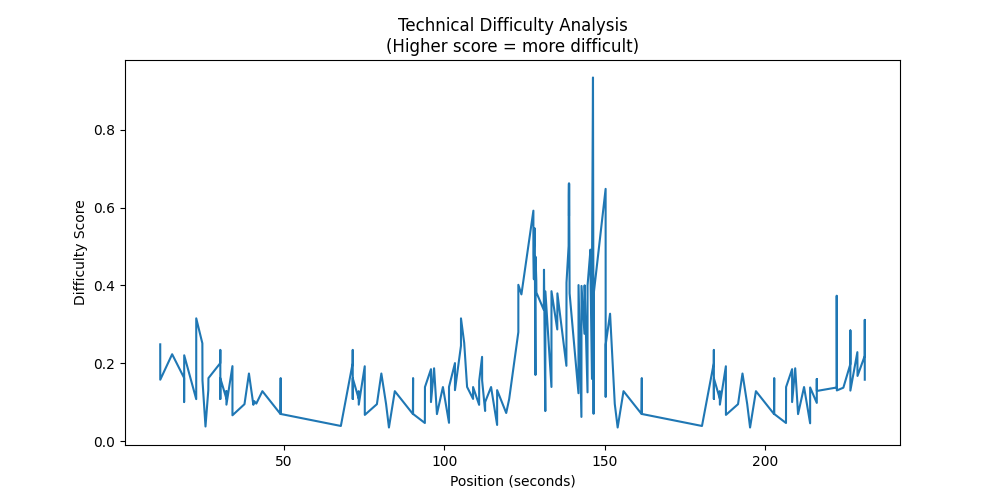 Technical Difficulty Analysis
(Higher score = more difficult)
Difficulty Score
0.8
0.6
0.4
0.2
0.0
50
100
150
200
Position (seconds)